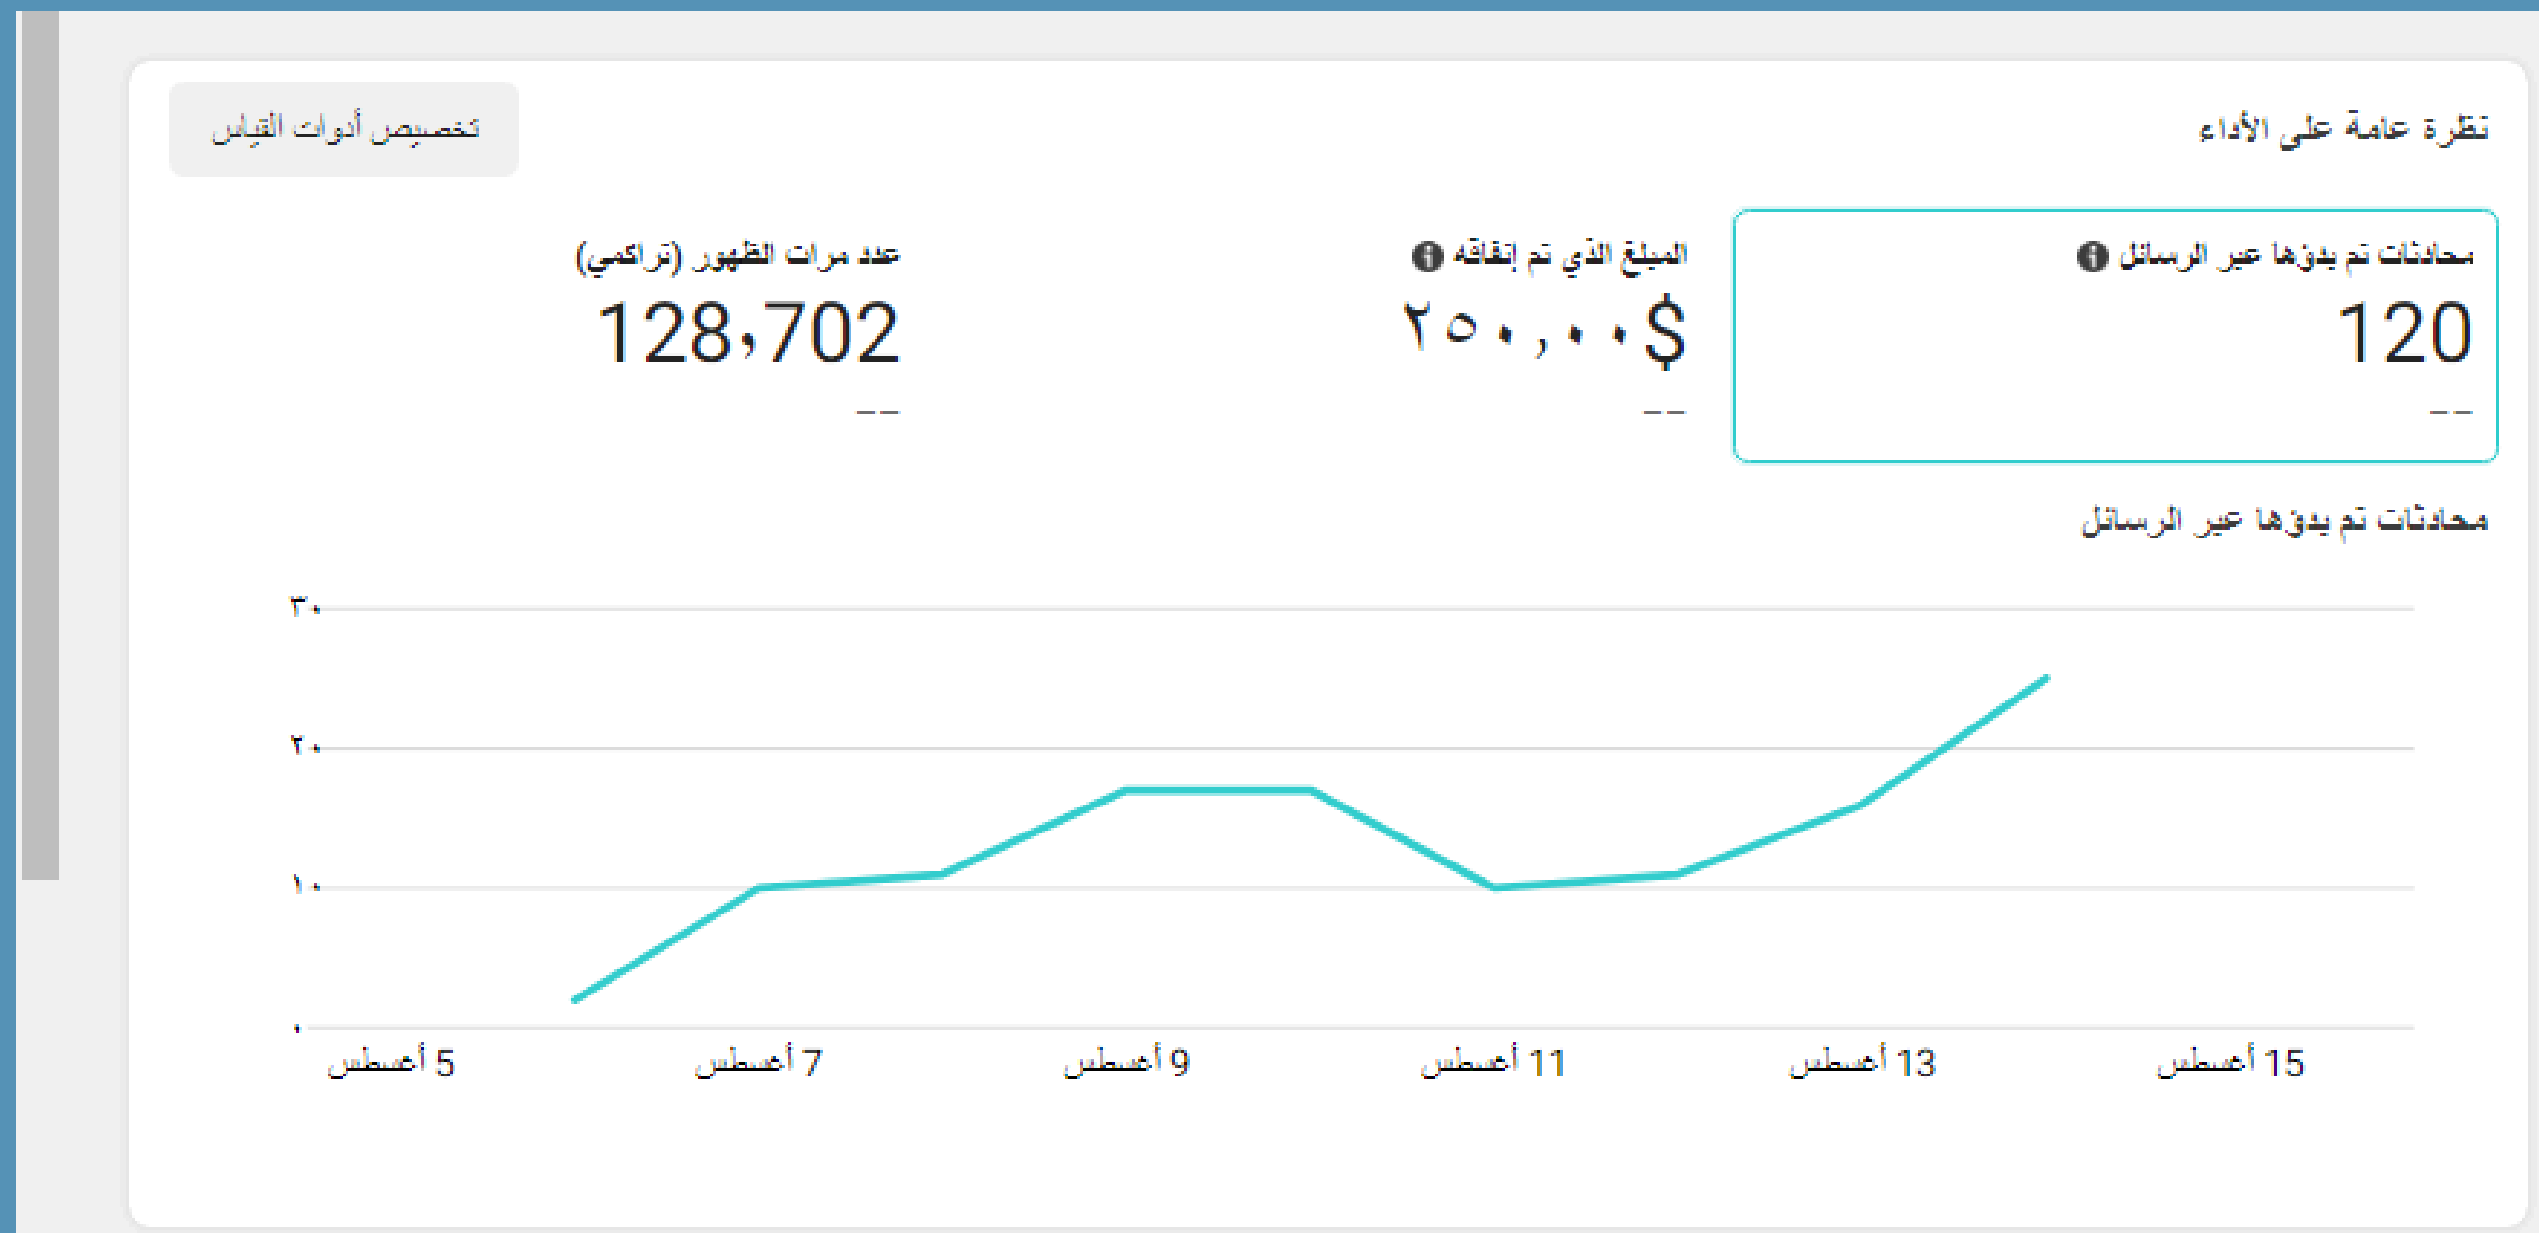 نظرة عامة على الأداء
تخصيص أدوات القياس
محادثات تم بدؤها عبر الرسائل
120
--
المبلغ الذي تم إنفاقه
$٢٥٠,٠٠
--
عدد مرات الظهور (تراكمي)
128,702
--
محادثات تم بدؤها عبر الرسائل
٣٠
٢٠
١٠
٠
5 أغسطس
7 أغسطس
9 أغسطس
11 أغسطس
13 أغسطس
15 أغسطس